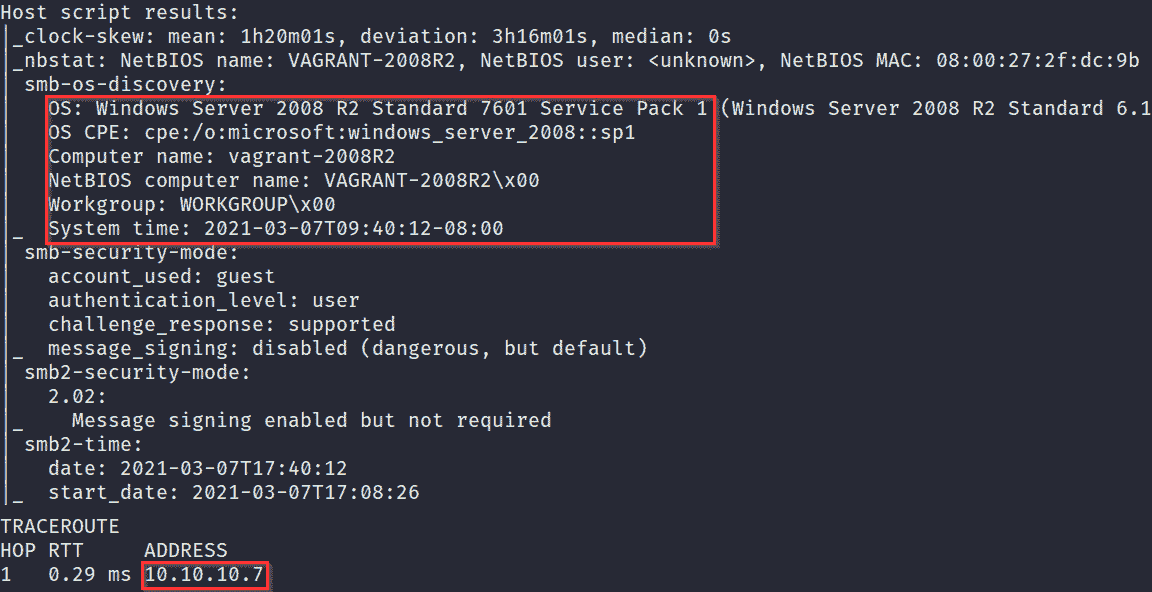 Host script results:
|_clock-skew: mean: 1h20m01s, deviation: 3h16m01s, median: 0s
|_nbstat: NetBIOS name: VAGRANT-2008R2, NetBIOS user: <unknown>, NetBIOS MAC: 08:00:27:2f:dc:9b
| smb-os-discovery:
|   OS: Windows Server 2008 R2 Standard 7601 Service Pack 1 (Windows Server 2008 R2 Standard 6.1
|   OS CPE: cpe:/o:microsoft:windows_server_2008::sp1
|   Computer name: vagrant-2008R2
|   NetBIOS computer name: VAGRANT-2008R2\x00
|   Workgroup: WORKGROUP\x00
|_  System time: 2021-03-07T09:40:12-08:00
| smb-security-mode:
|   account_used: guest
|   authentication_level: user
|   challenge_response: supported
|_  message_signing: disabled (dangerous, but default)
| smb2-security-mode:
|   2.02:
|_    Message signing enabled but not required
| smb2-time:
|   date: 2021-03-07T17:40:12
|_  start_date: 2021-03-07T17:08:26
TRACEROUTE
HOP RTT     ADDRESS
1   0.29 ms 10.10.10.7